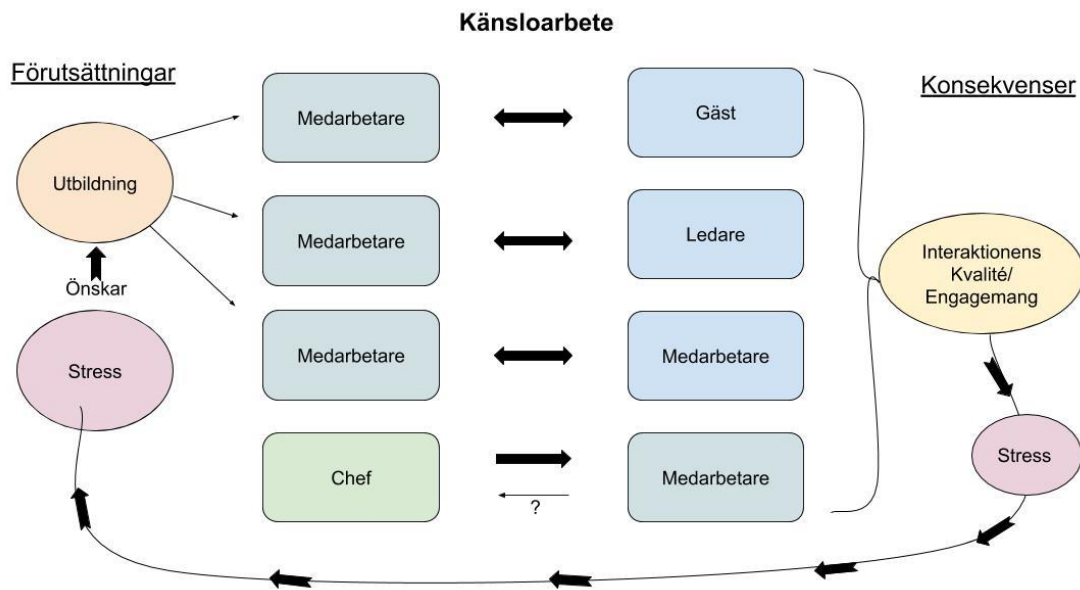 Känsloarbete
Förutsättningar
Konsekvenser
Medarbetare
Gäst
Utbildning
Medarbetare
Ledare
Interaktionens
Kvalité/
Engagemang
Önskar
Medarbetare
Medarbetare
Stress
Stress
Chef
Medarbetare
?